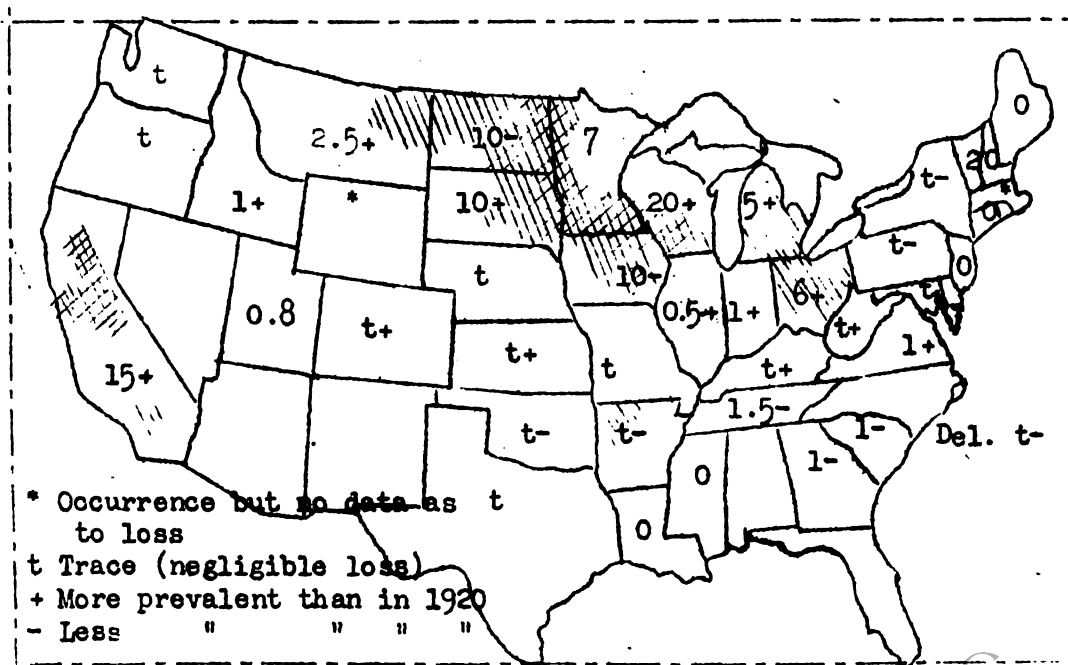 t
t
2.5+
10-
7
0
20
t-
1+
*
10+
20+
5+
*
t-
t
10-
6+
0
0.8
t+
0.5+
1+
t+
t
15+
t+
t
t+
1+
1.5-
t-
t-
1-
Del. t-
1-
0
* Occurrence but no data as
t
to loss
0
t Trace (negligible loss)
+ More prevalent than in 1920
- Less " " " "